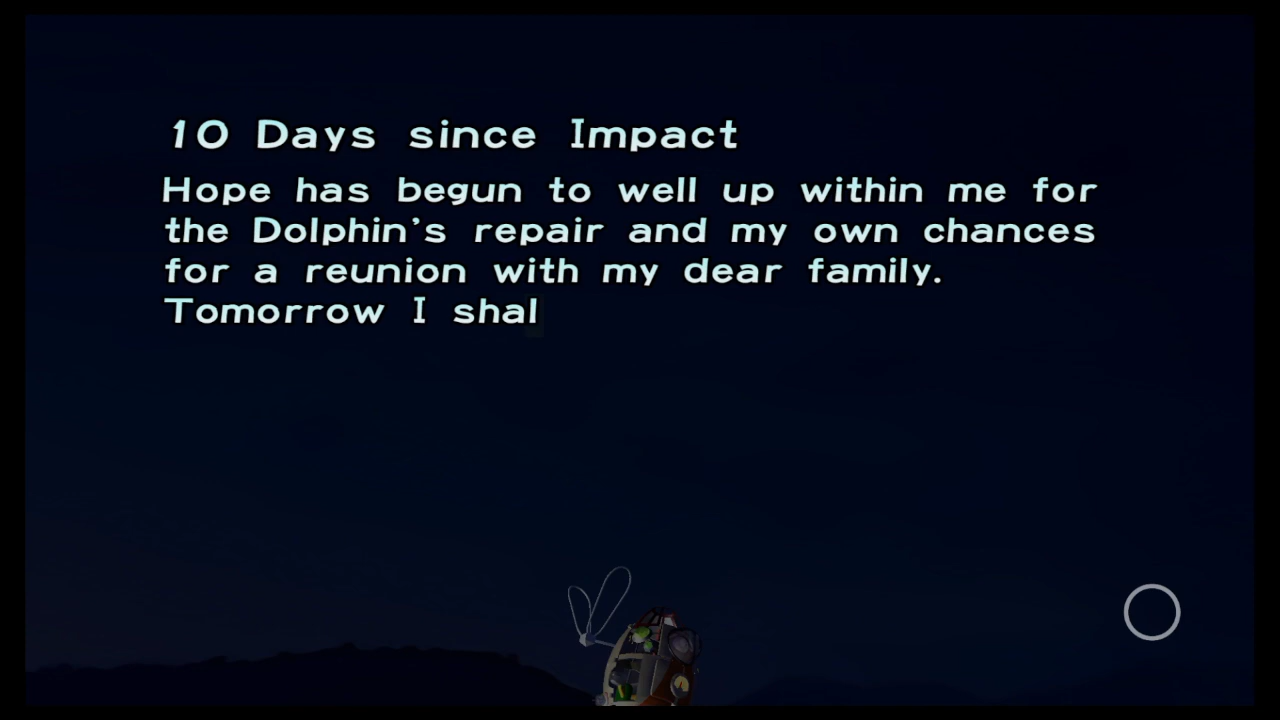 10 Days since Impact
Hope has begun to well up within me for
the Dolphin's repair and my own chances
for a reunion with my dear family.
Tomorrow I shal